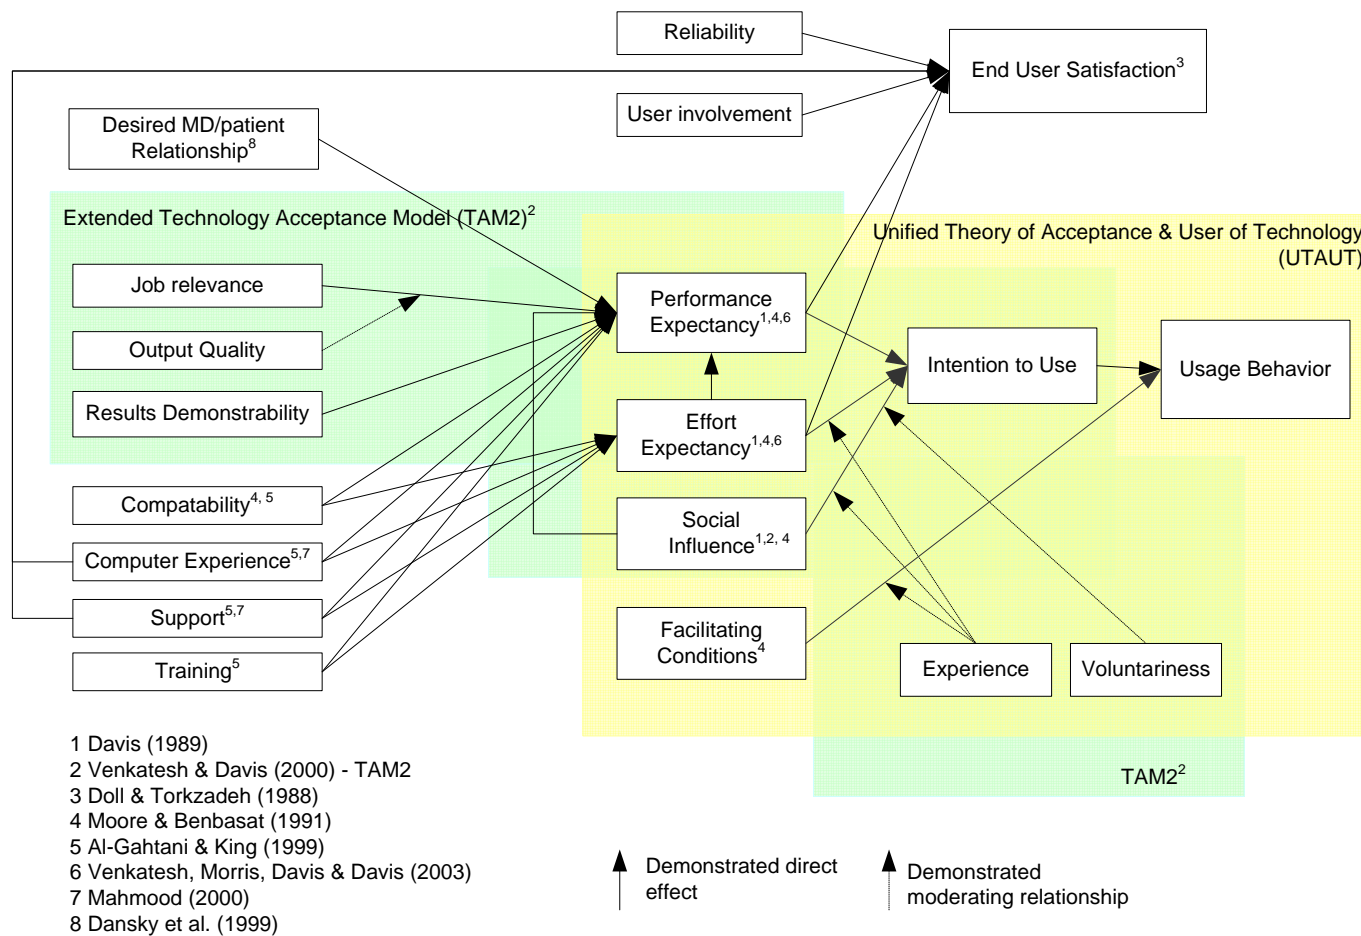 Reliability
End User Satisfaction3
User involvement
Desired MD/patient
Relationship8
Extended Technology Acceptance Model (TAM2)2
Unified Theory of Acceptance & User of Technology
(UTAUT)
Job relevance
Performance
Expectancy1,4,6
Output Quality
Intention to Use
Usage Behavior
Results Demonstrability
Effort
Expectancy1,4,6
Compatability4, 5
Social
Influence1,2, 4
Computer Experience5,7
Support5,7
Facilitating
Conditions4
Training5
Experience
Voluntariness
1 Davis (1989)
2 Venkatesh & Davis (2000) - TAM2
3 Doll & Torkzadeh (1988)
4 Moore & Benbasat (1991)
5 Al-Gahtani & King (1999)
6 Venkatesh, Morris, Davis & Davis (2003)
7 Mahmood (2000)
8 Dansky et al. (1999)
TAM22
Demonstrated direct
effect
Demonstrated
moderating relationship